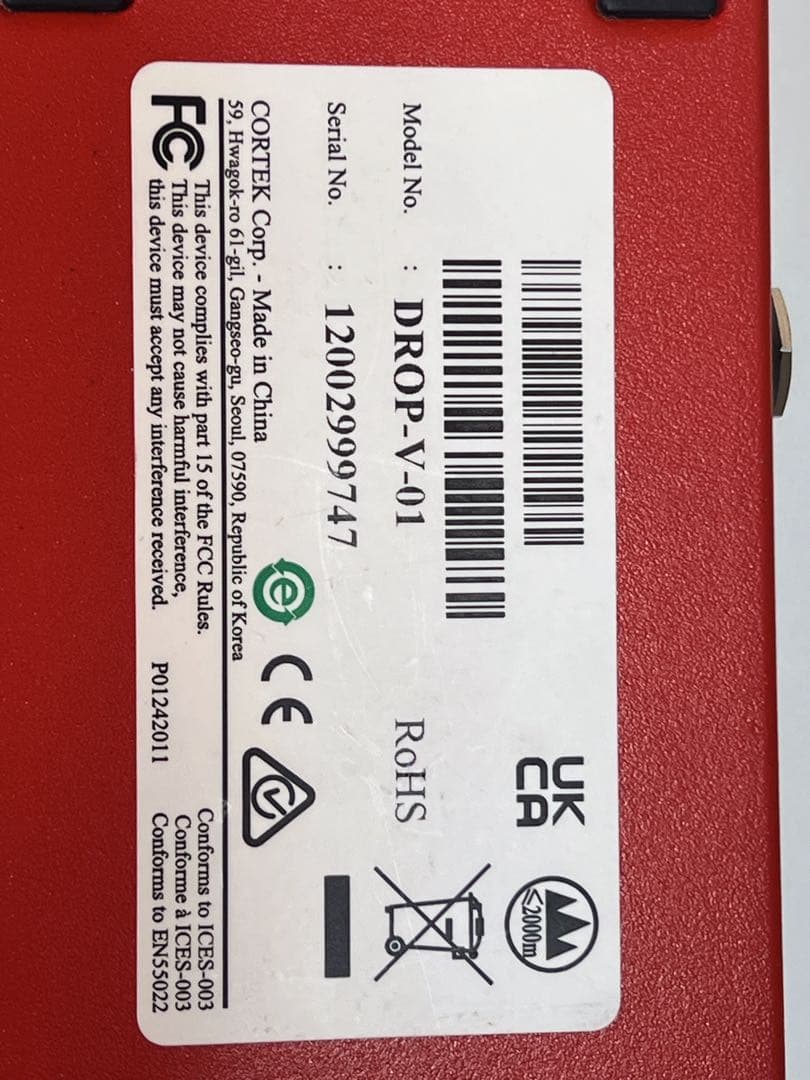 UK
CA
≤2000m
Model No. : DROP-V-01 RoHS
Serial No. : 12002999747
CORTEK Corp. - Made in China
59, Hwagok-ro 61-gil, Gangseo-gu, Seoul, 07590, Republic of Korea
e
CE
FC
This device complies with part 15 of the FCC Rules.
This device may not cause harmful interference,
this device must accept any interference received. P01242011
Conforms to ICES-003
Conforme à ICES-003
Conforms to EN55022